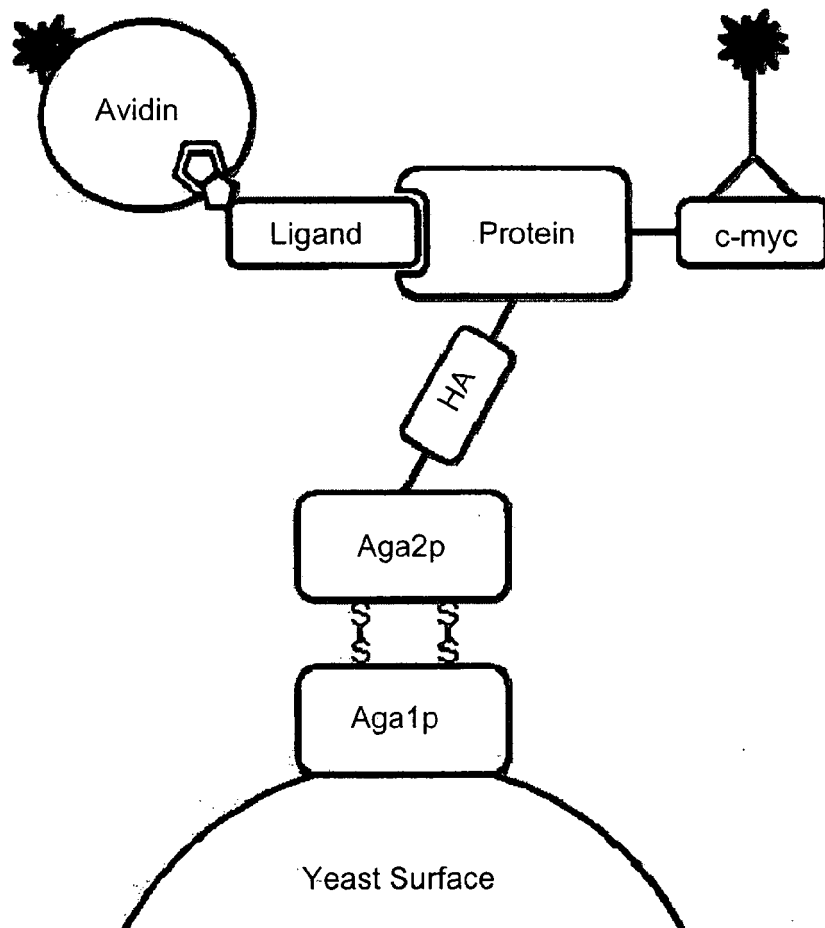 Avidin
Ligand
Protein
c-myc
HA
Aga2p
S S
S S
Aga1p
Yeast Surface